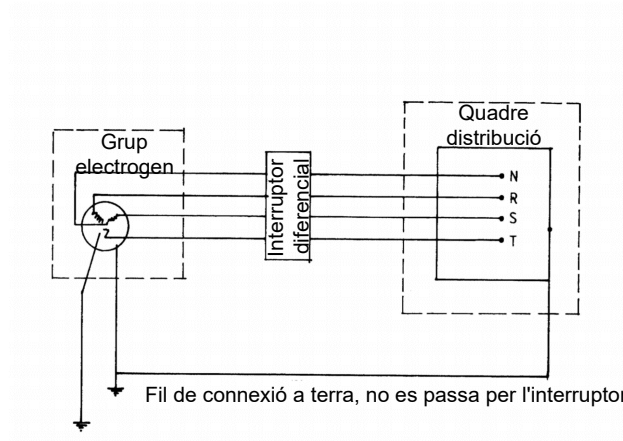 Quadre
distribució
Grup
electrogen
Interruptor
diferencial
N
R
S
T
Fil de connexió a terra, no es passa per l'interruptor